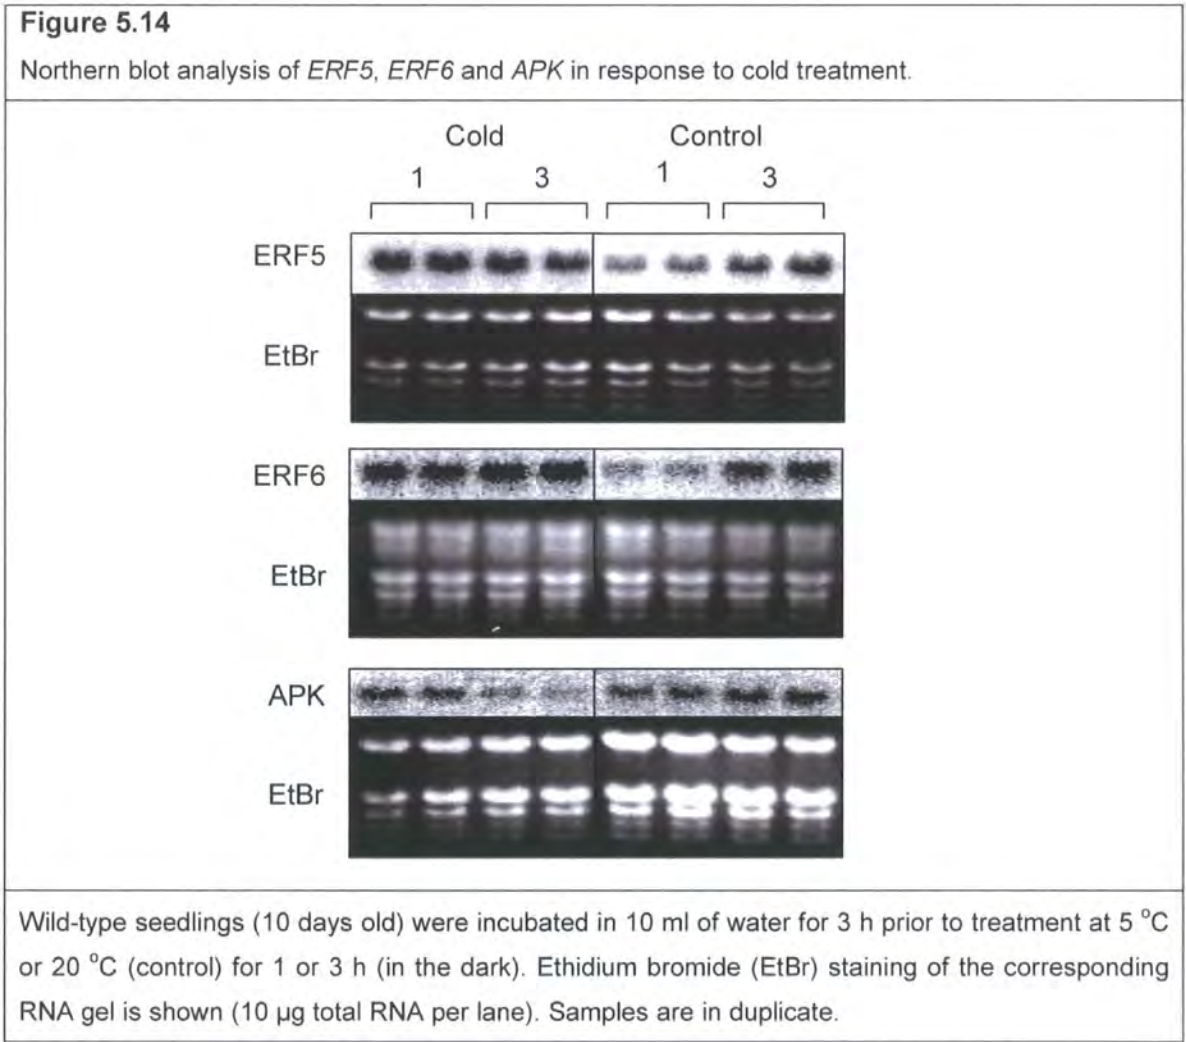 Figure 5.14
Northern blot analysis of ERF5, ERF6 and APK in response to cold treatment.
Cold Control
1 3 1 3
ERF5
EtBr
ERF6
EtBr
APK
EtBr
Wild-type seedlings (10 days old) were incubated in 10 ml of water for 3 h prior to treatment at 5 °C
or 20 °C (control) for 1 or 3 h (in the dark). Ethidium bromide (EtBr) staining of the corresponding
RNA gel is shown (10 µg total RNA per lane). Samples are in duplicate.